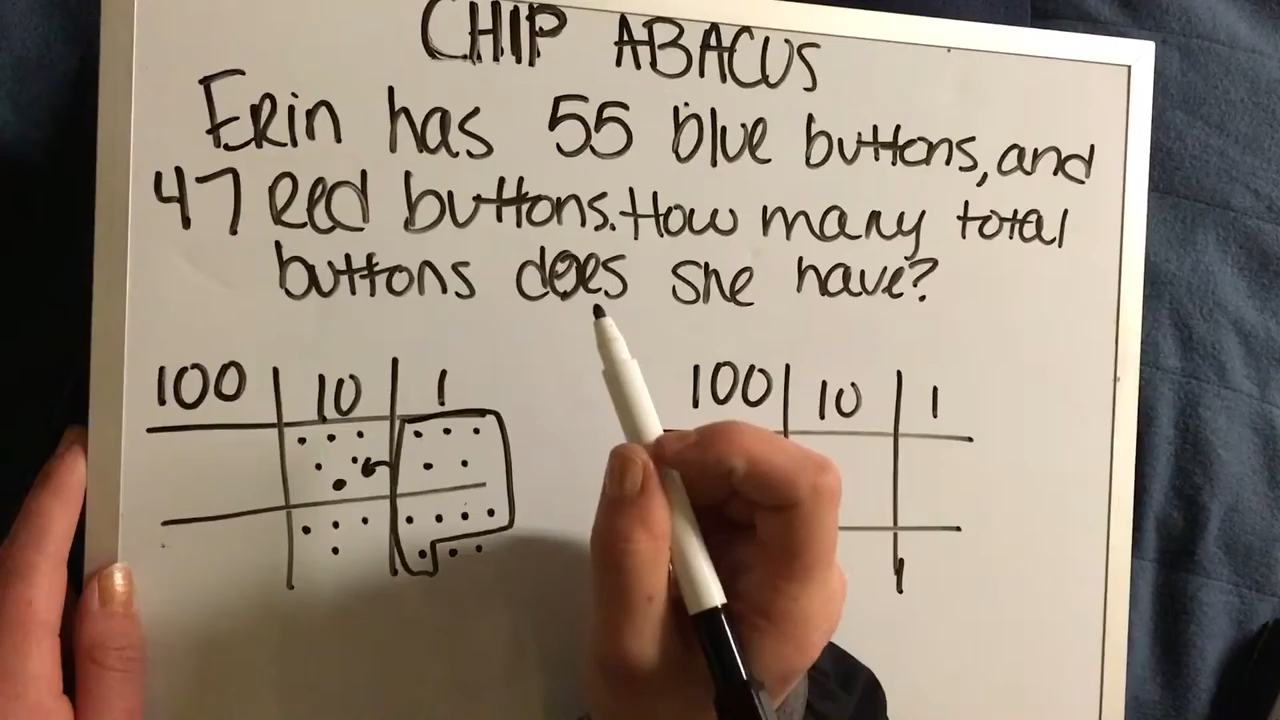 CHIP ABACUS
Erin has 55 blue buttons, and
47 Red buttons. How many total
buttons does she have?
100 10 1
100 10 1